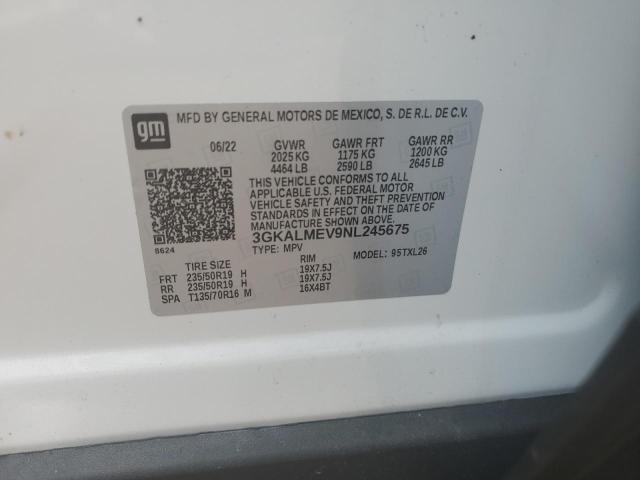 gm
MFD BY GENERAL MOTORS DE MEXICO, S. DE R.L. DE C.V.
06/22 GVWR GAWR FRT GAWR RR
2025 KG 1175 KG 1200 KG
4464 LB 2590 LB 2645 LB
THIS VEHICLE CONFORMS TO ALL
APPLICABLE U.S. FEDERAL MOTOR
VEHICLE SAFETY AND THEFT PREVENTION
STANDARDS IN EFFECT ON THE DATE OF
MANUFACTURE SHOWN ABOVE.
3GKALMEV9NL245675
8624 TYPE: MPV MODEL: 95TXL26
TIRE SIZE RIM
FRT 235/50R19 H 19X7.5J
RR 235/50R19 H 19X7.5J
SPA T135/70R16 M 16X4BT